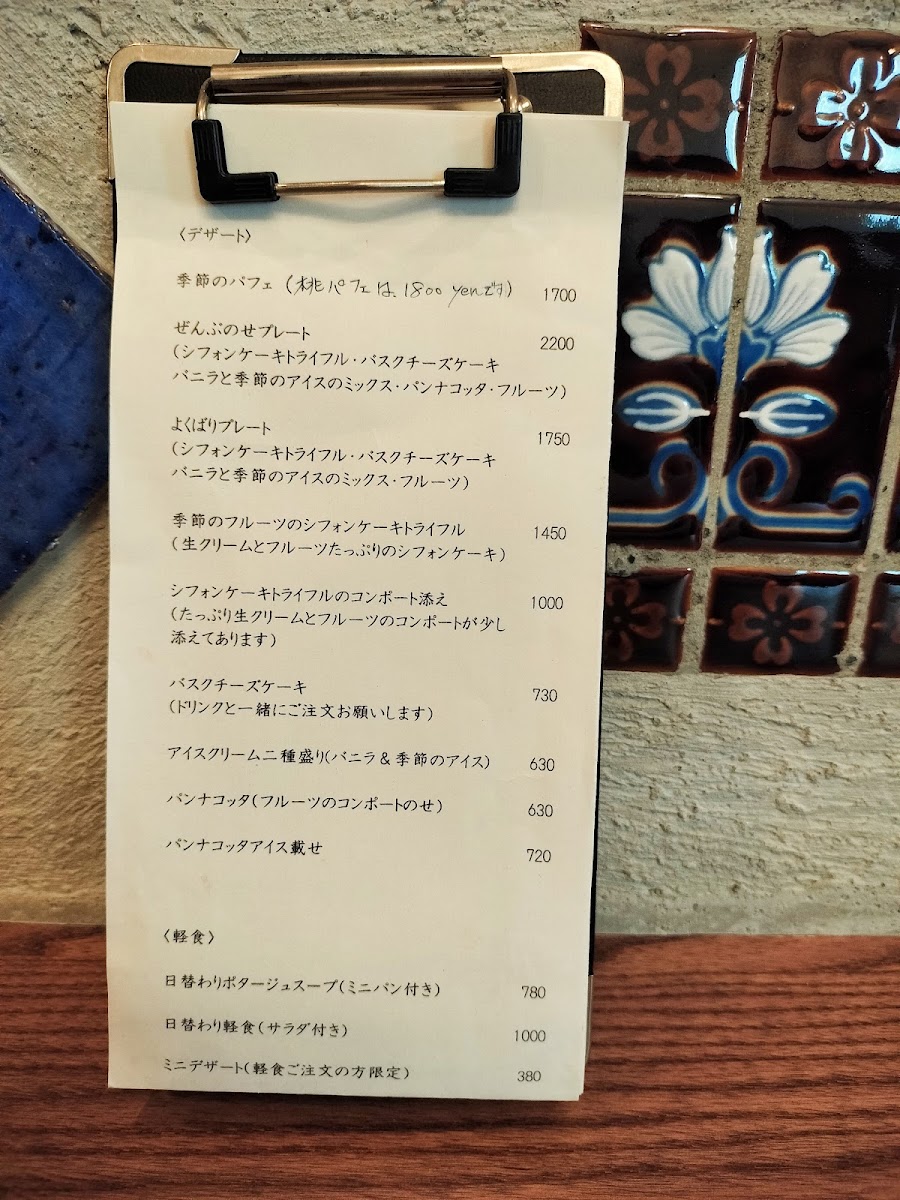 〈デザート〉
季節のパフェ (桃パフェは、1800 yenです) 1700
ぜんぶのせプレート 2200
(シフォンケーキトライフル・バスクチーズケーキ
バニラと季節のアイスのミックス・パンナコッタ・フルーツ)
よくばりプレート 1750
(シフォンケーキトライフル・バスクチーズケーキ
バニラと季節のアイスのミックス・フルーツ)
季節のフルーツのシフォンケーキトライフル 1450
(生クリームとフルーツたっぷりのシフォンケーキ)
シフォンケーキトライフルのコンポート添え 1000
(たっぷり生クリームとフルーツのコンポートが少し
添えてあります)
バスクチーズケーキ 730
(ドリンクと一緒にご注文お願いします)
アイスクリーム二種盛り(バニラ&季節のアイス) 630
パンナコッタ(フルーツのコンポートのせ) 630
パンナコッタアイス載せ 720
〈軽食〉
日替わりポタージュスープ(ミニパン付き) 780
日替わり軽食(サラダ付き) 1000
ミニデザート(軽食ご注文の方限定) 380